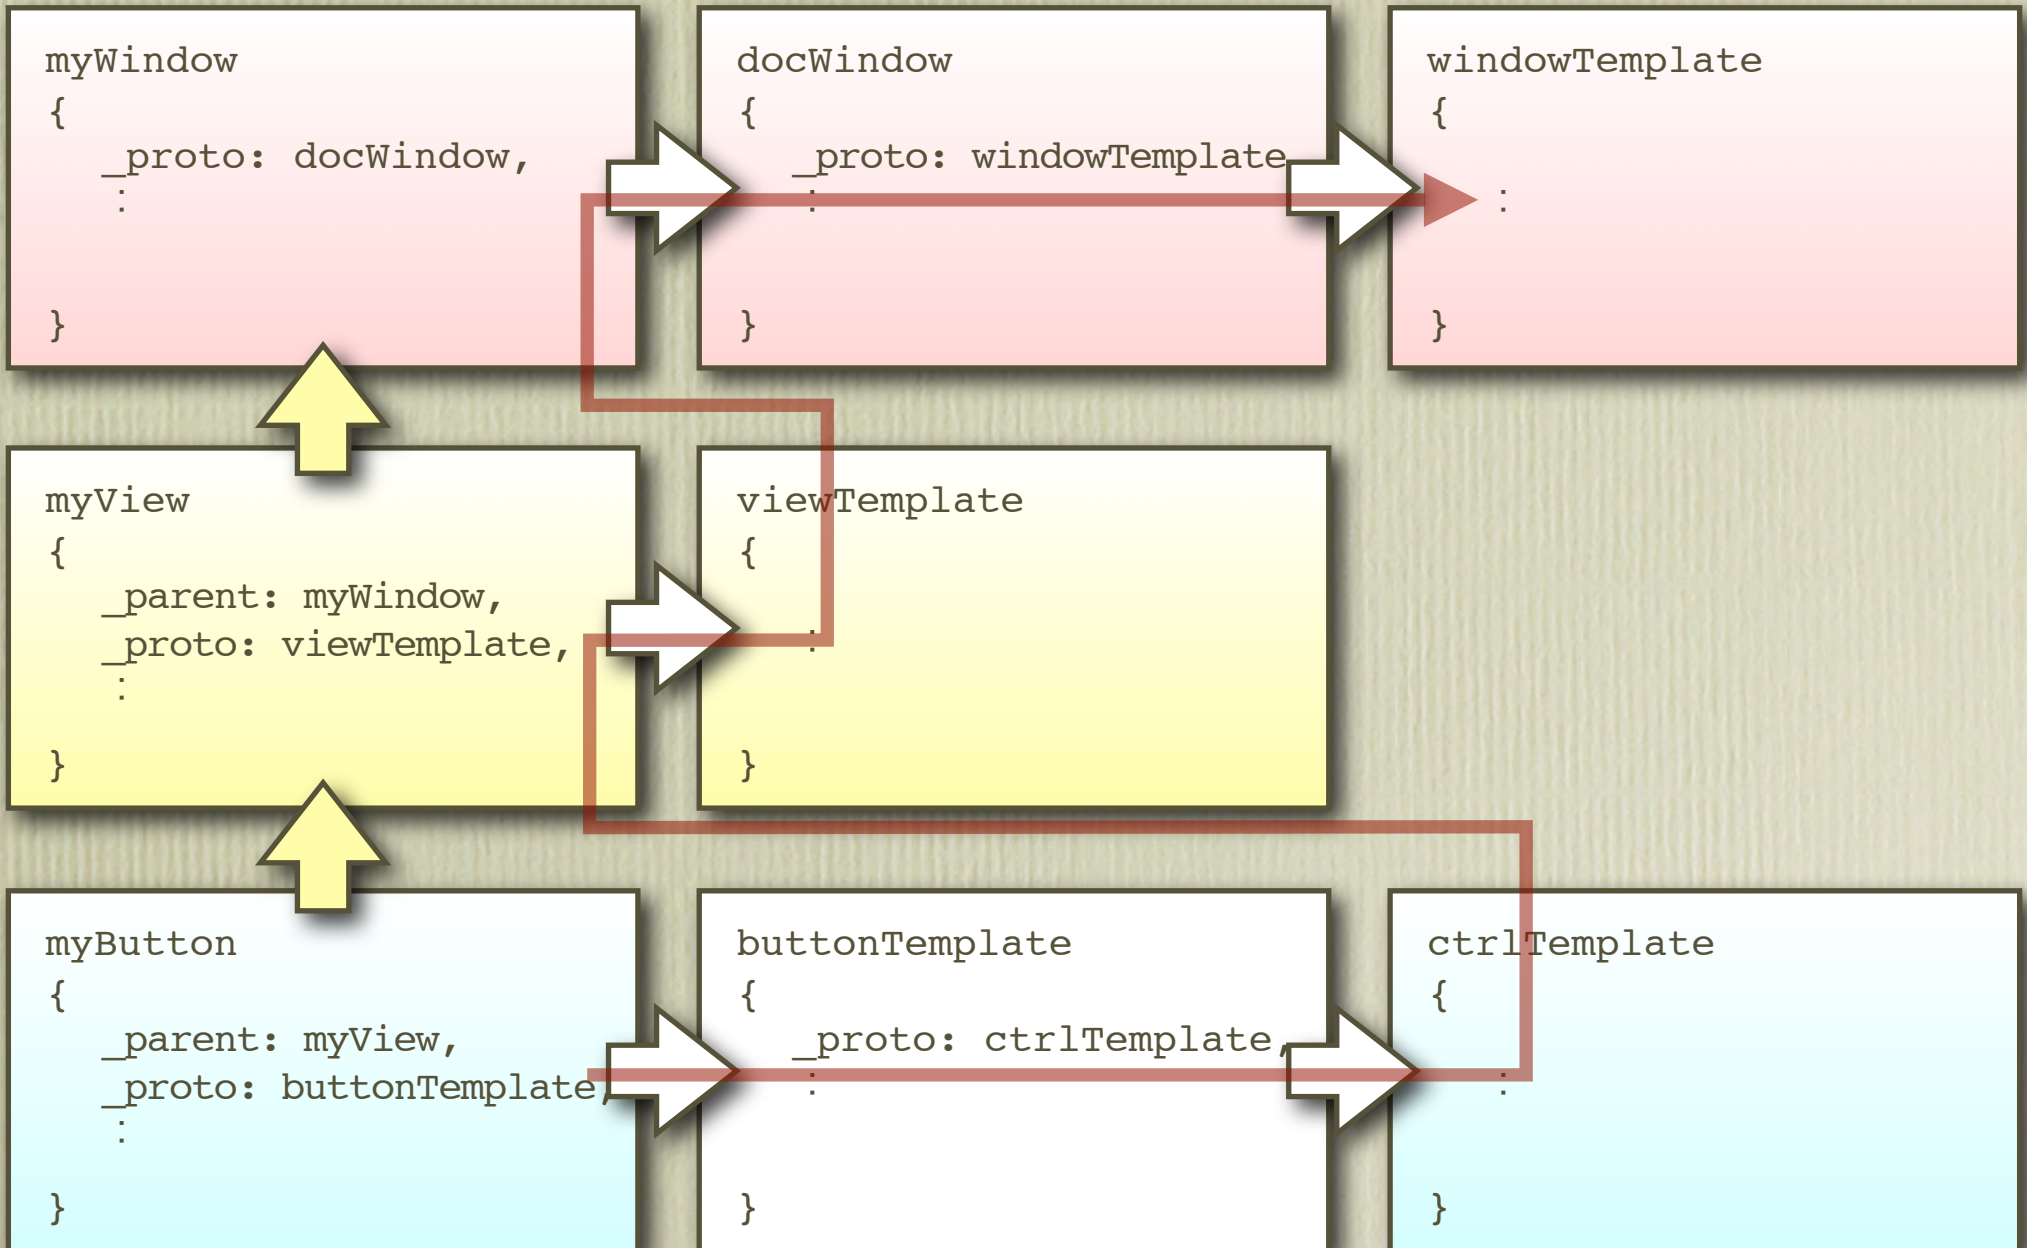 myWindow
{
_proto: docWindow,
:
}
docWindow
{
_proto: windowTemplate
:
}
windowTemplate
{
:
}
myView
{
_parent: myWindow,
_proto: viewTemplate,
:
}
viewTemplate
{
:
}
myButton
{
_parent: myView,
_proto: buttonTemplate,
:
}
buttonTemplate
{
_proto: ctrlTemplate,
:
}
ctrlTemplate
{
:
}